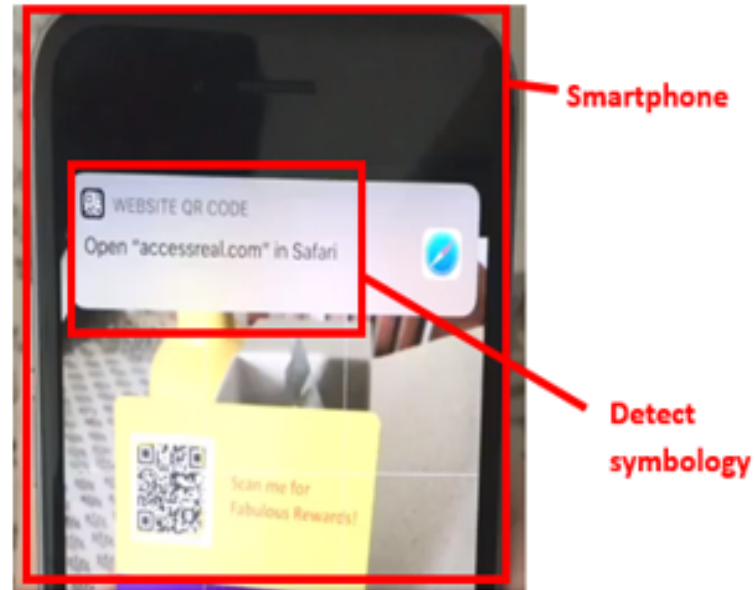 Smartphone
WEBSITE QR CODE
Open "accessreal.com" in Safari
Detect
symbology
Scan me for
Fabulous Rewards!